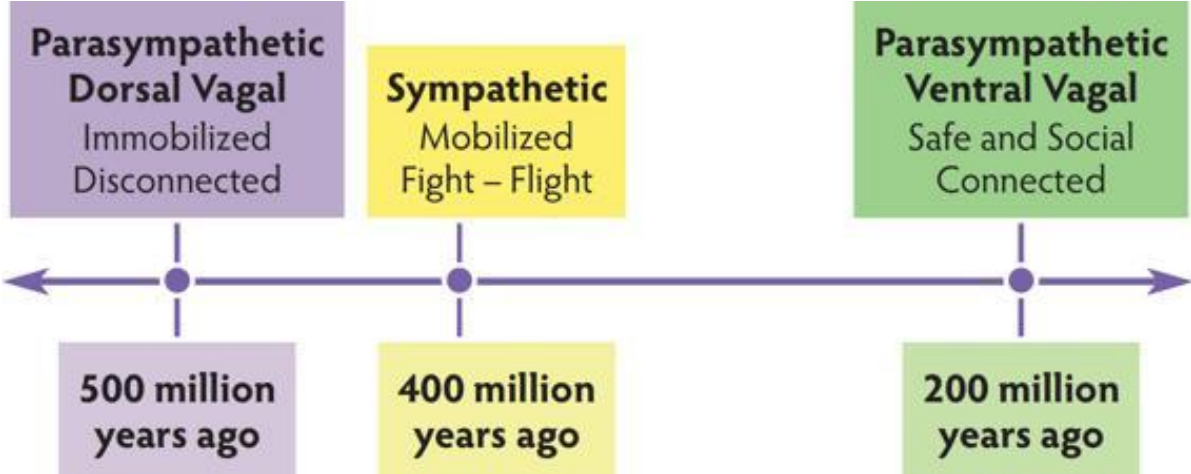 Parasympathetic
Dorsal Vagal
Immobilized
Disconnected
Sympathetic
Mobilized
Fight – Flight
Parasympathetic
Ventral Vagal
Safe and Social
Connected
500 million
years ago
400 million
years ago
200 million
years ago